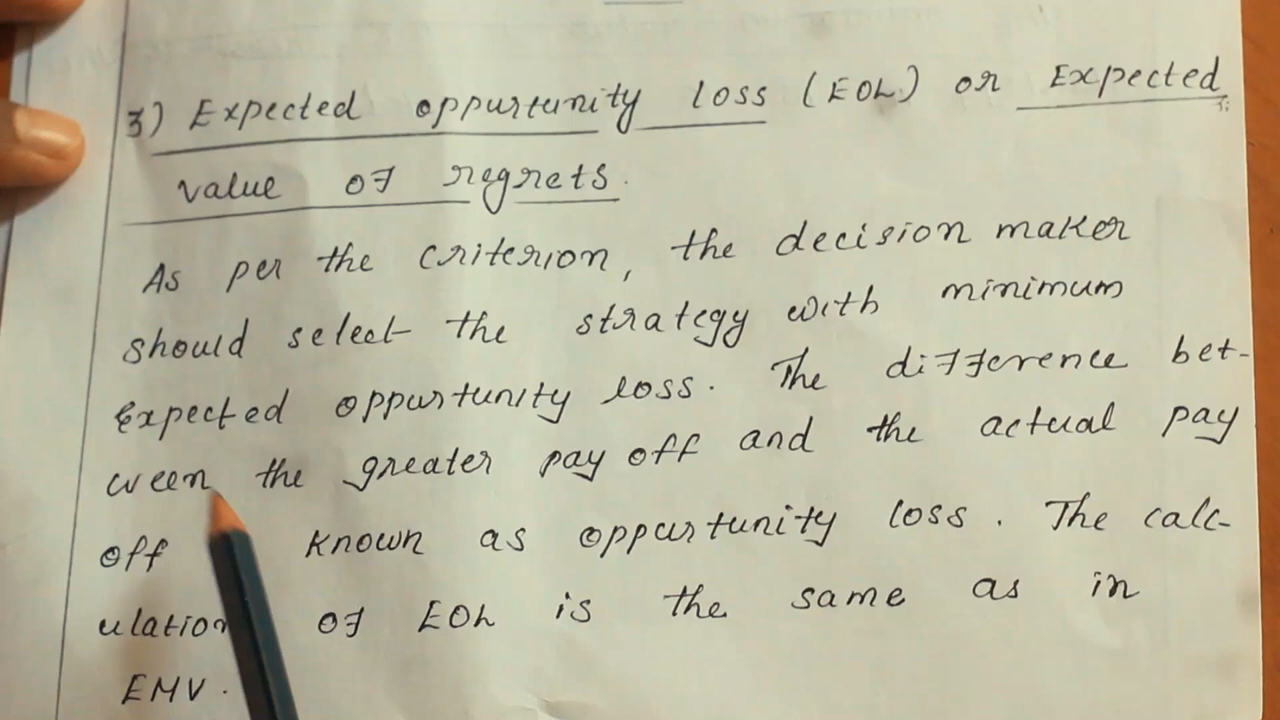 3) Expected oppurtunity loss (EOL) or Expected
value of regrets.
As per the criterion, the decision maker
should select the strategy with minimum
Expected oppurtunity loss. The difference bet-
ween the greater pay off and the actual pay
off known as oppurtunity loss. The calc-
ulation of EOL is the same as in
EMV.